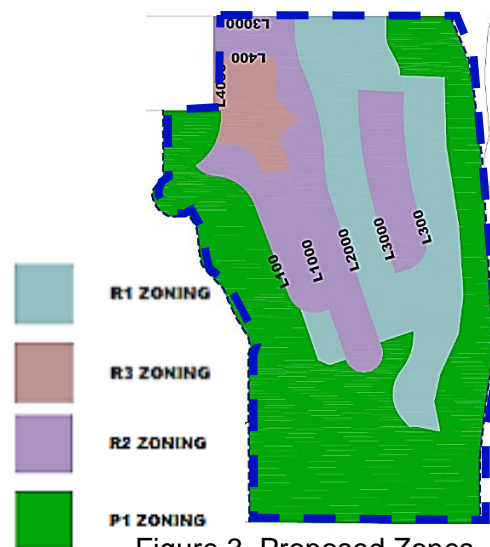 L3000
L400
L4000
L400
L1000
L2000
L3000
L300
R1 ZONING
R3 ZONING
R2 ZONING
P1 ZONING
Figure 3. Proposed Zones